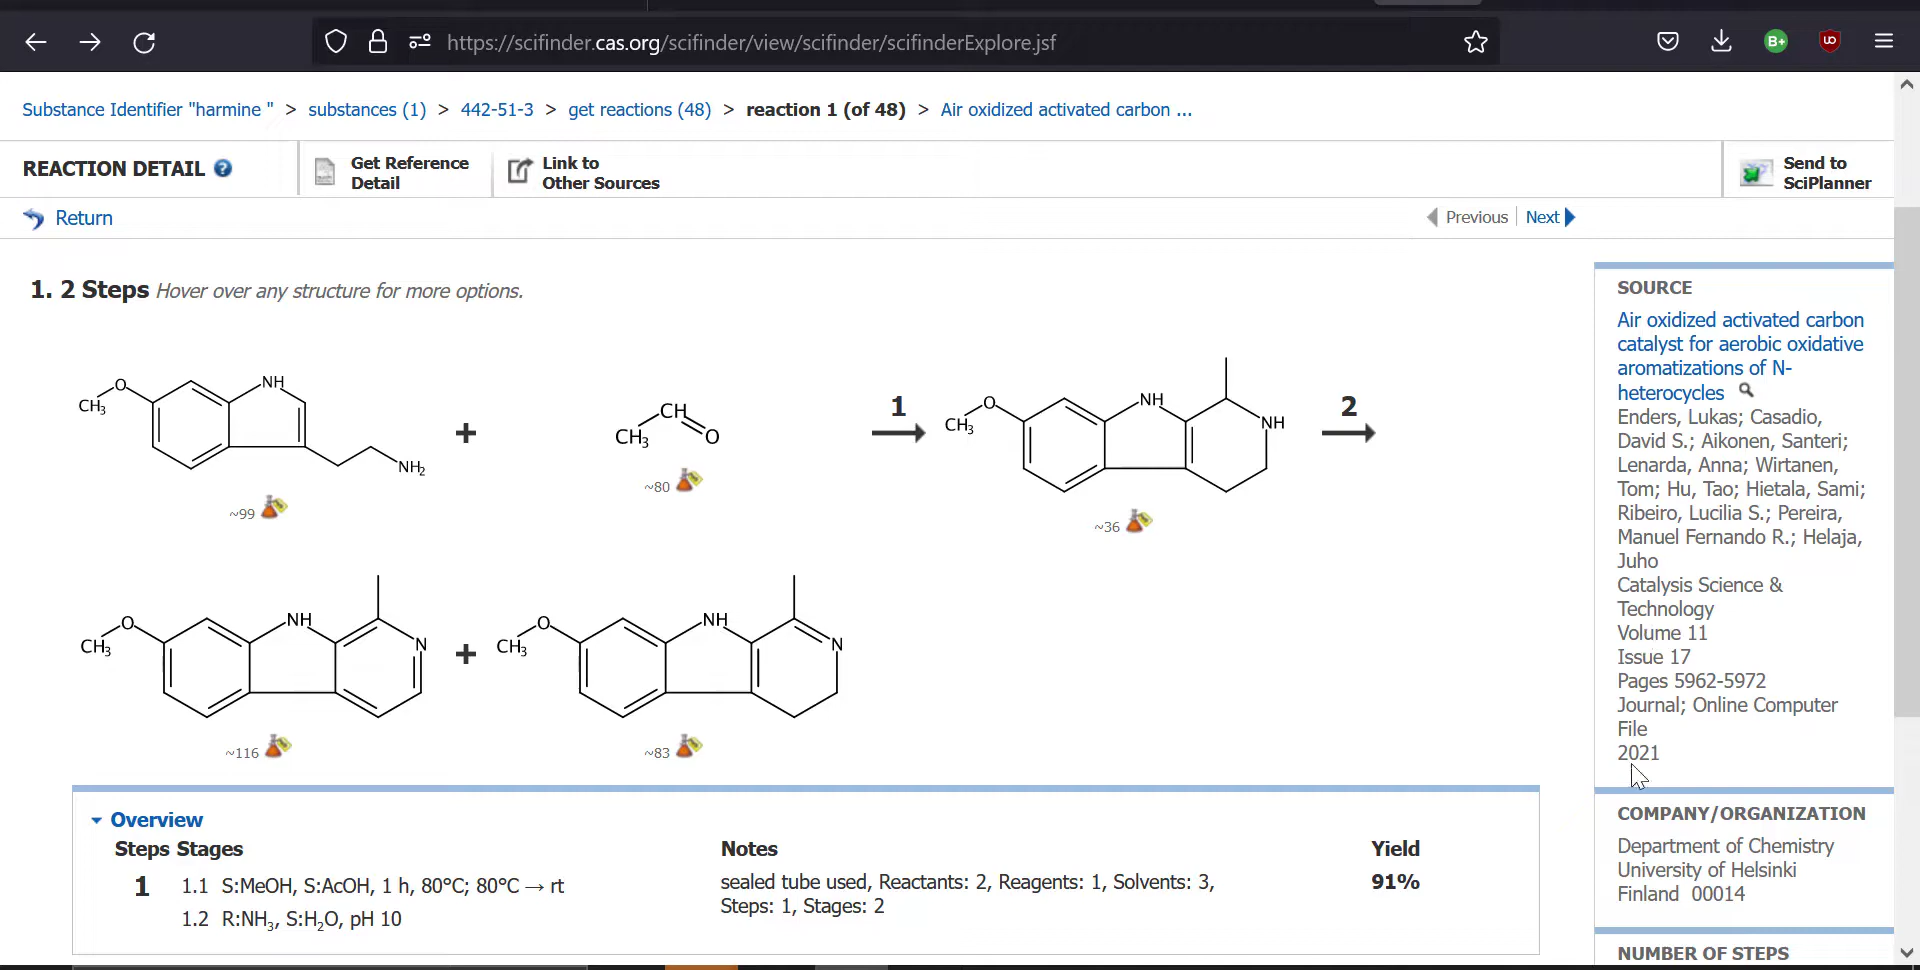 https://scifinder.cas.org/scifinder/view/scifinder/scifinderExplore.jsf
B+
Substance Identifier "harmine " > substances (1) > 442-51-3 > get reactions (48) > reaction 1 (of 48) > Air oxidized activated carbon ...
REACTION DETAIL ?
Get Reference
Detail
Link to
Other Sources
Send to
SciPlanner
Return
Previous
Next
1. 2 Steps Hover over any structure for more options.
O
CH3
NH
NH2
~99
+
CH
CH3
O
~80
1
O
CH3
NH
NH
~36
2
O
CH3
NH
N
~116
+
O
CH3
NH
N
~83
Overview
Steps Stages
Notes
Yield
1
1.1 S:MeOH, S:AcOH, 1 h, 80°C; 80°C → rt
1.2 R:NH3, S:H2O, pH 10
sealed tube used, Reactants: 2, Reagents: 1, Solvents: 3,
Steps: 1, Stages: 2
91%
SOURCE
Air oxidized activated carbon
catalyst for aerobic oxidative
aromatizations of N-
heterocycles
Enders, Lukas; Casadio,
David S.; Aikonen, Santeri;
Lenarda, Anna; Wirtanen,
Tom; Hu, Tao; Hietala, Sami;
Ribeiro, Lucilia S.; Pereira,
Manuel Fernando R.; Helaja,
Juho
Catalysis Science &
Technology
Volume 11
Issue 17
Pages 5962-5972
Journal; Online Computer
File
2021
COMPANY/ORGANIZATION
Department of Chemistry
University of Helsinki
Finland 00014
NUMBER OF STEPS